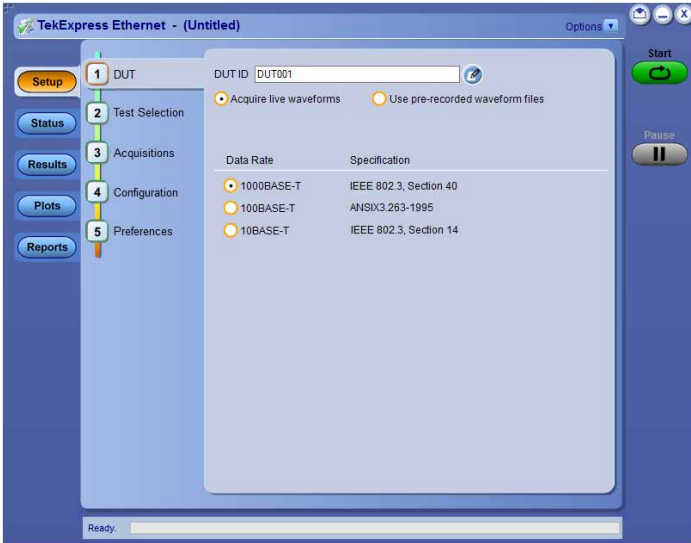 TekExpress Ethernet - (Untitled)
Options
Start
Pause
Setup
Status
Results
Plots
Reports
1 DUT
2 Test Selection
3 Acquisitions
4 Configuration
5 Preferences
DUT ID DUT001
Acquire live waveforms Use pre-recorded waveform files
Data Rate Specification
1000BASE-T IEEE 802.3, Section 40
100BASE-T ANSIX3.263-1995
10BASE-T IEEE 802.3, Section 14
Ready.